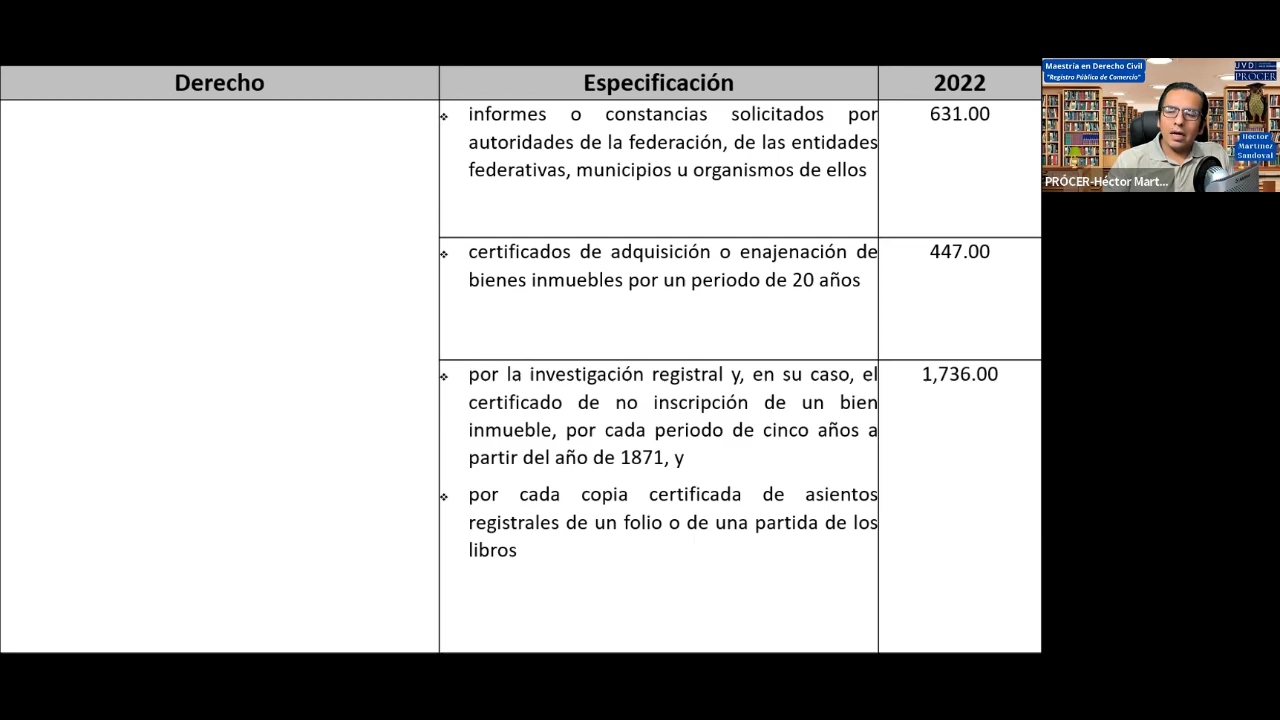 Derecho
Especificación
2022
❖ informes o constancias solicitados por
autoridades de la federación, de las entidades
federativas, municipios u organismos de ellos
631.00
❖ certificados de adquisición o enajenación de
bienes inmuebles por un periodo de 20 años
447.00
❖ por la investigación registral y, en su caso, el
certificado de no inscripción de un bien
inmueble, por cada periodo de cinco años a
partir del año de 1871, y
1,736.00
❖ por cada copia certificada de asientos
registrales de un folio o de una partida de los
libros
Maestría en Derecho Civil
"Registro Público de Comercio"
UVD
PRÓCER
Héctor
Martínez
Sandoval
PRÓCER-Héctor Mart...